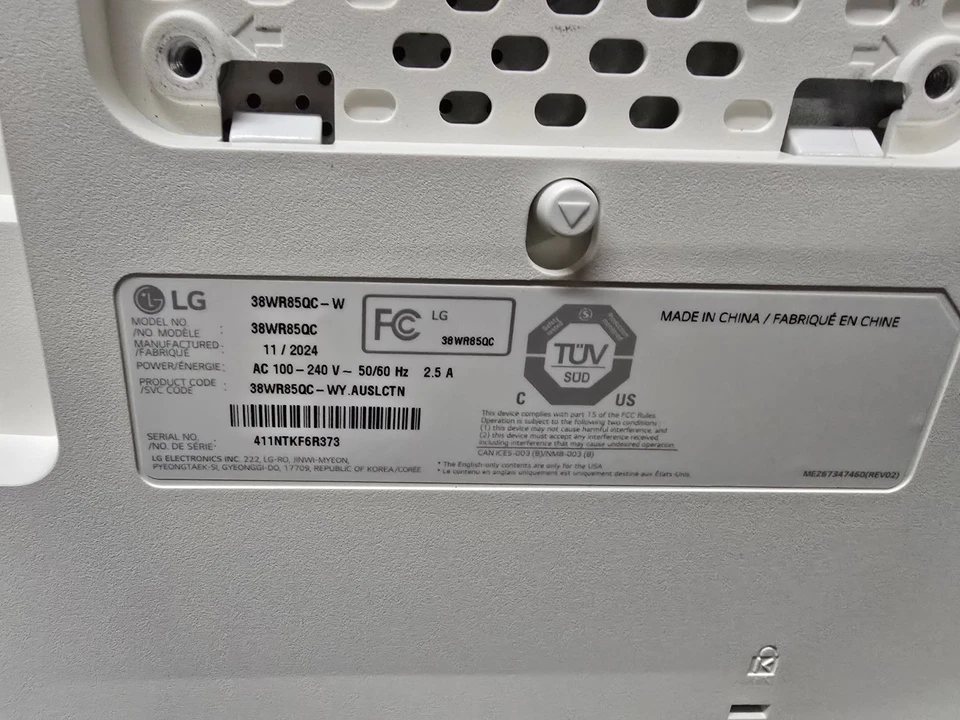 LG
38WR85QC-W
MODEL NO. /NO MODÈLE : 38WR85QC
MANUFACTURED /FABRIQUÉ : 11 / 2024
POWER/ÉNERGIE : AC 100-240 V ~ 50/60 Hz 2.5 A
PRODUCT CODE /SVC CODE : 38WR85QC-WY.AUSLCTN
SERIAL NO. /NO. DE SÉRIE : 411NTKF6R373
LG ELECTRONICS INC. 222, LG-RO, JINWI-MYEON,
PYEONGTAEK-SI, GYEONGGI-DO, 17709, REPUBLIC OF KOREA/CORÉE
FC LG
38WR85QC
TÜV
SÜD
C US
This device complies with part 15 of the FCC Rules
Operation is subject to the following two conditions:
(1) this device may not cause harmful interference, and
(2) this device must accept any interference received,
including interference that may cause undesired operation.
CAN ICES-003 (B)/NMB-003 (B)
* The English-only contents are only for the USA.
* Le contenu en anglais uniquement est uniquement destiné aux États-Unis.
MADE IN CHINA / FABRIQUÉ EN CHINE
MEZ67347460(REV02)